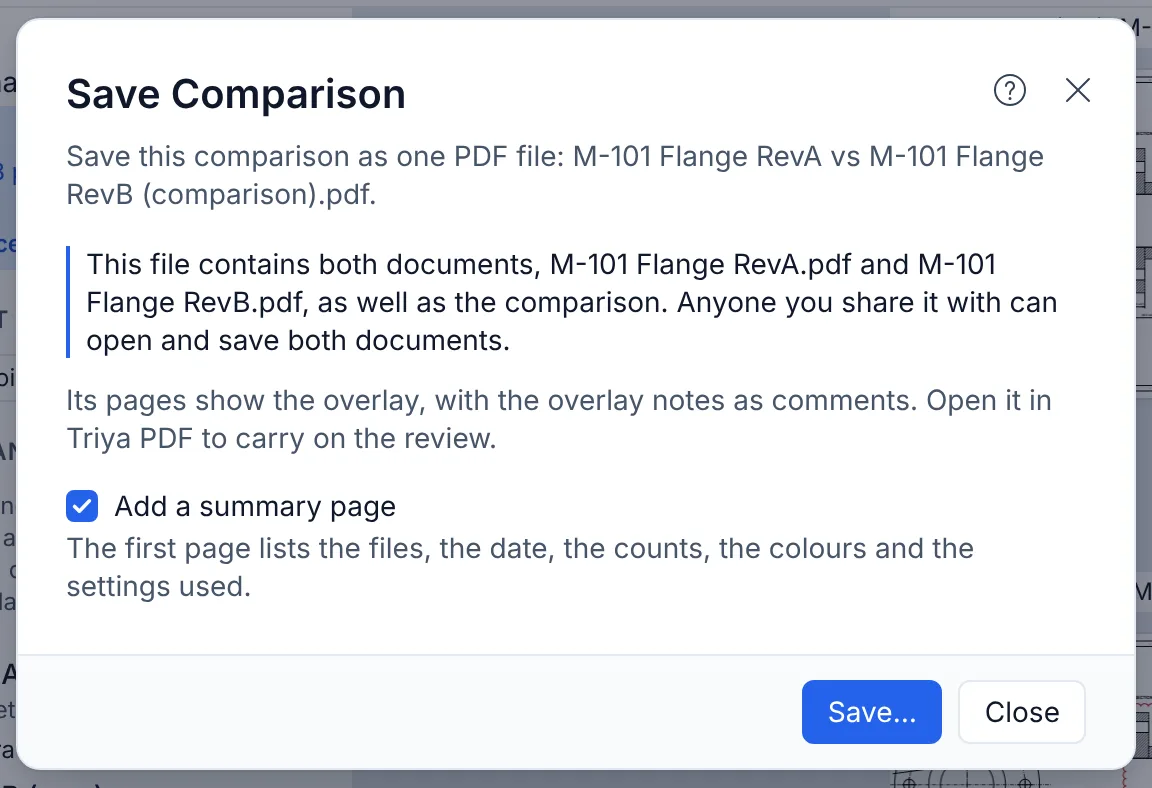 Save Comparison
?
Save this comparison as one PDF file: M-101 Flange RevA vs M-101 Flange
RevB (comparison).pdf.
This file contains both documents, M-101 Flange RevA.pdf and M-101
Flange RevB.pdf, as well as the comparison. Anyone you share it with can
open and save both documents.
Its pages show the overlay, with the overlay notes as comments. Open it in
Triya PDF to carry on the review.
Add a summary page
The first page lists the files, the date, the counts, the colours and the
settings used.
Save...
Close